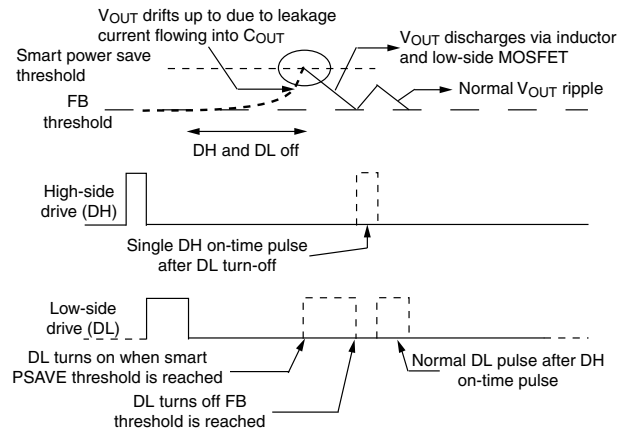 VOUT drifts up to due to leakage
current flowing into COUT
Smart power save
threshold
VOUT discharges via inductor
and low-side MOSFET
FB
threshold
Normal VOUT ripple
DH and DL off
High-side
drive (DH)
Single DH on-time pulse
after DL turn-off
Low-side
drive (DL)
DL turns on when smart
PSAVE threshold is reached
Normal DL pulse after DH
on-time pulse
DL turns off FB
threshold is reached